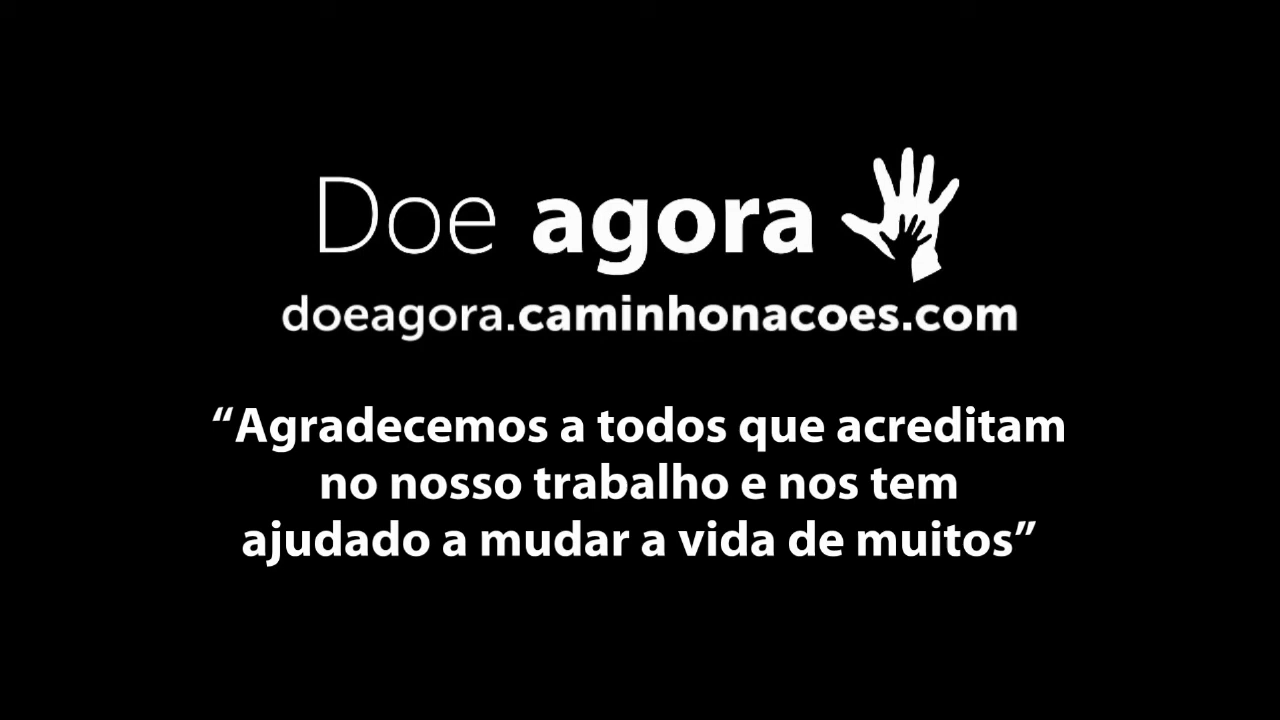 Doe agora
doeagora.caminhonacoes.com
“Agradecemos a todos que acreditam
no nosso trabalho e nos tem
ajudado a mudar a vida de muitos”